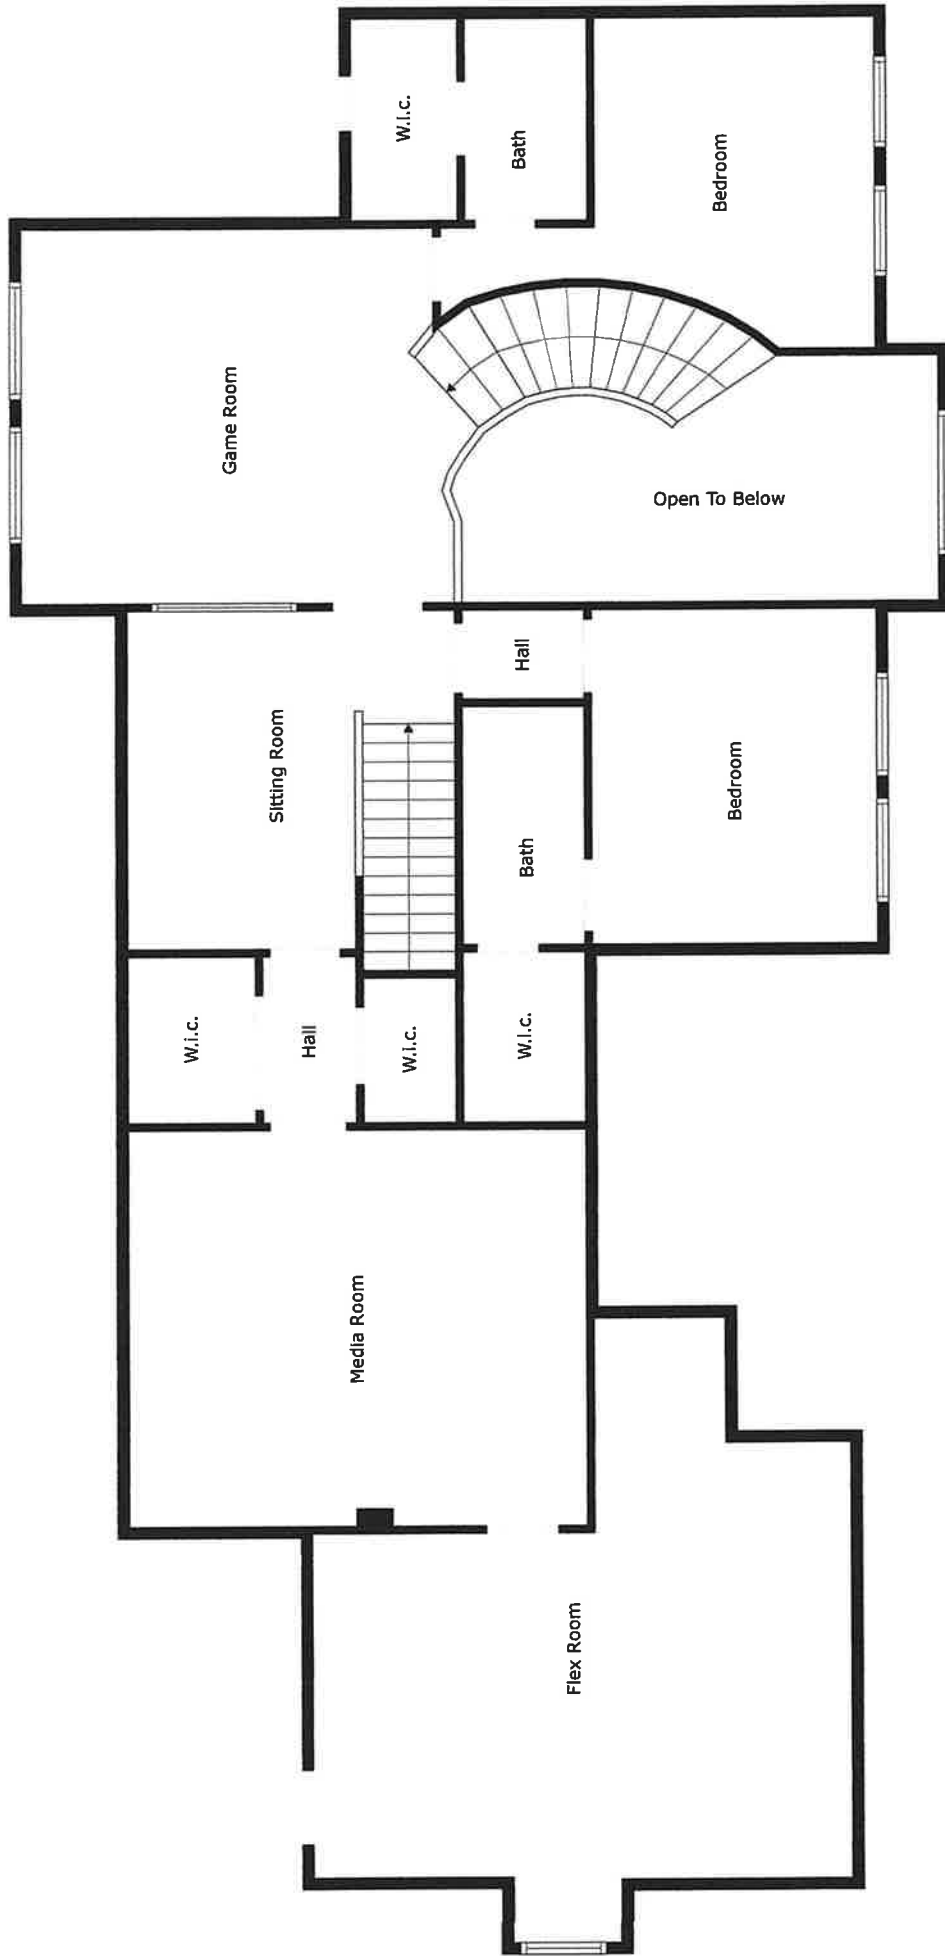 W.i.c.
Bath
Bedroom
Game Room
Open To Below
Hall
Sitting Room
Bedroom
Bath
W.i.c.
Hall
W.i.c.
W.i.c.
Media Room
Flex Room